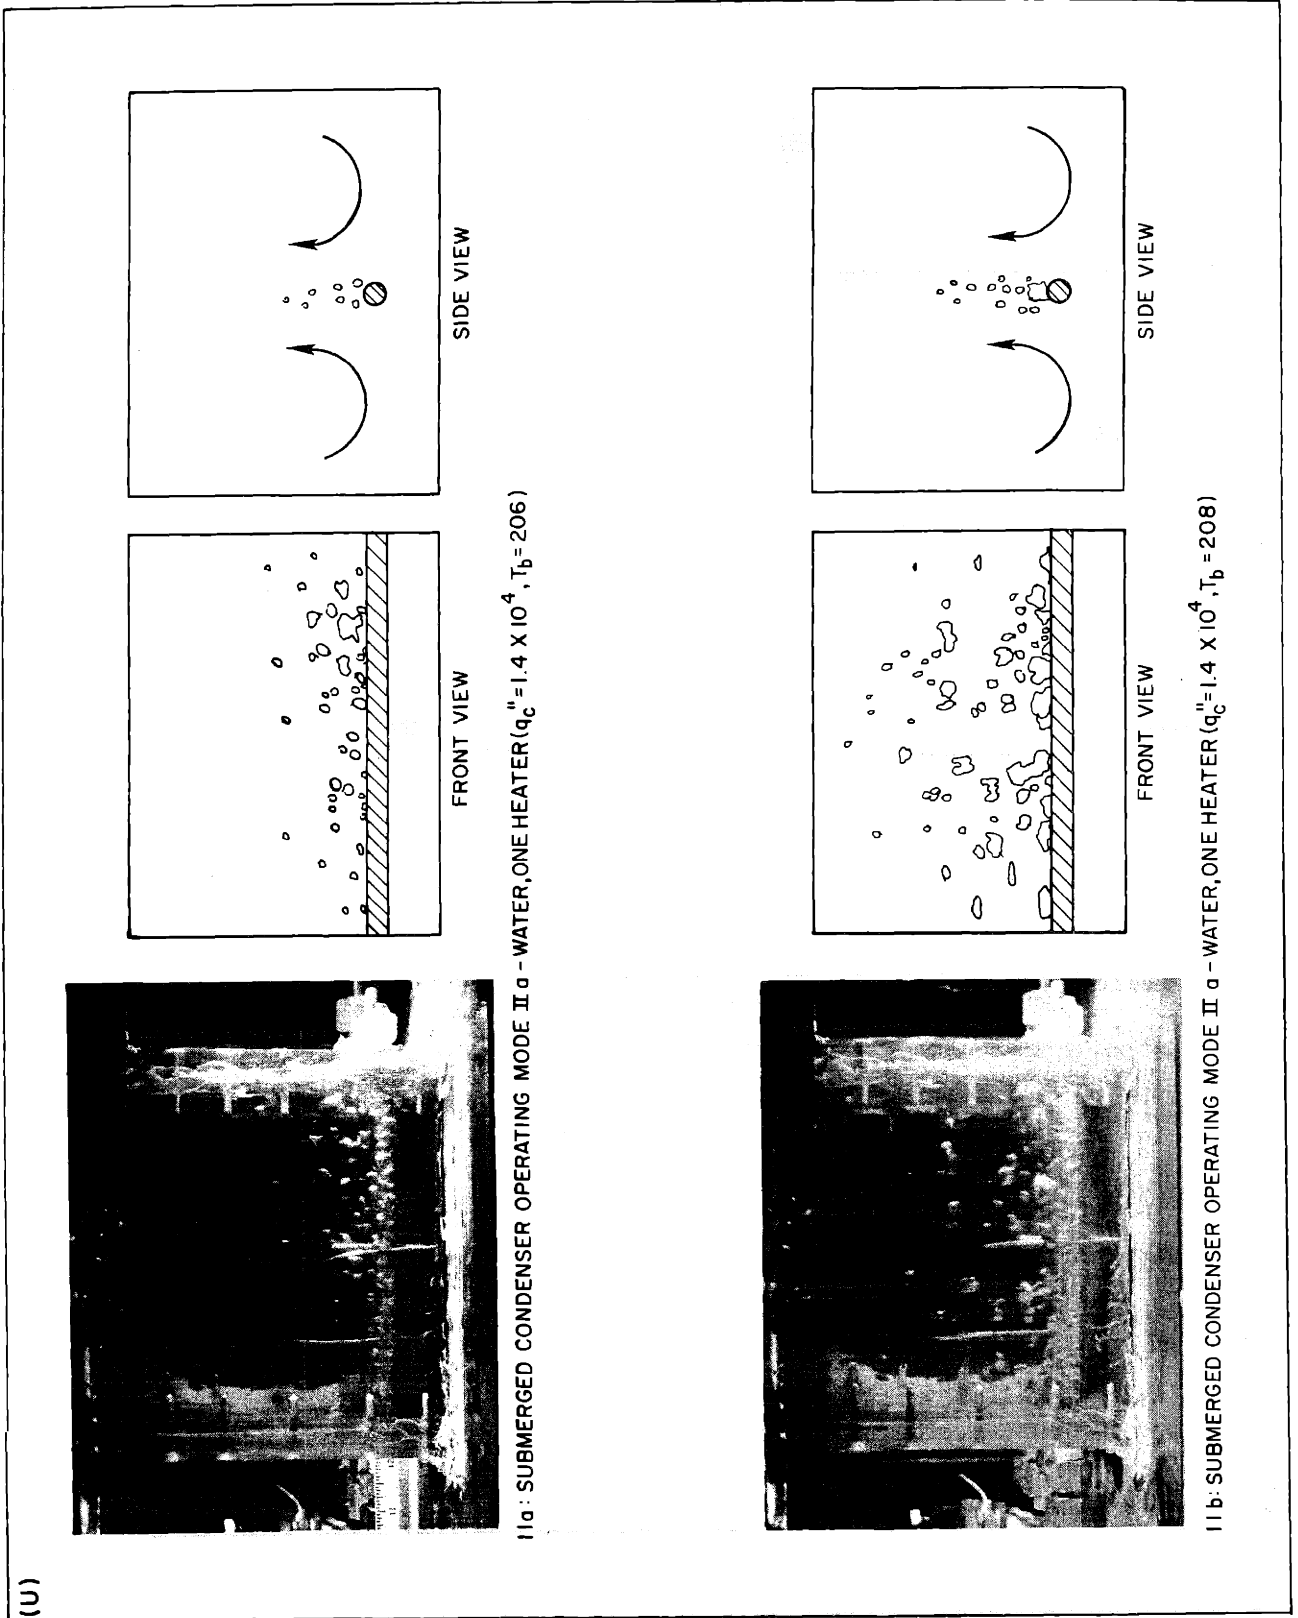 (U)
FRONT VIEW
SIDE VIEW
11a: SUBMERGED CONDENSER OPERATING MODE II a - WATER, ONE HEATER (q_c'' = 1.4 X 10^4, T_b = 206)
FRONT VIEW
SIDE VIEW
11b: SUBMERGED CONDENSER OPERATING MODE II a - WATER, ONE HEATER (q_c'' = 1.4 X 10^4, T_b = 208)